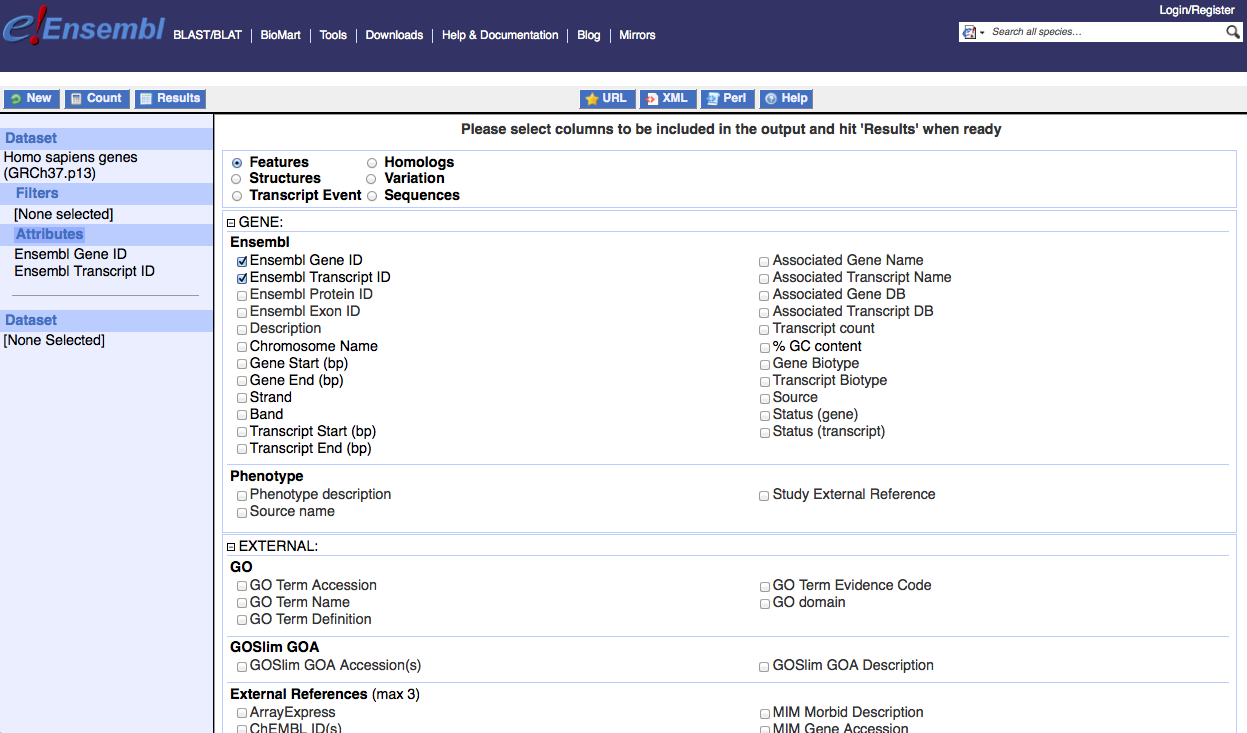 Login/Register
e!Ensembl
BLAST/BLAT | BioMart | Tools | Downloads | Help & Documentation | Blog | Mirrors
Search all species...
New Count Results
URL XML Perl Help
Dataset
Homo sapiens genes
(GRCh37.p13)
Filters
[None selected]
Attributes
Ensembl Gene ID
Ensembl Transcript ID
Dataset
[None Selected]
Please select columns to be included in the output and hit 'Results' when ready
Features Homologs
Structures Variation
Transcript Event Sequences
GENE:
Ensembl
Ensembl Gene ID
Ensembl Transcript ID
Ensembl Protein ID
Ensembl Exon ID
Description
Chromosome Name
Gene Start (bp)
Gene End (bp)
Strand
Band
Transcript Start (bp)
Transcript End (bp)
Associated Gene Name
Associated Transcript Name
Associated Gene DB
Associated Transcript DB
Transcript count
% GC content
Gene Biotype
Transcript Biotype
Source
Status (gene)
Status (transcript)
Phenotype
Phenotype description
Source name
Study External Reference
EXTERNAL:
GO
GO Term Accession
GO Term Name
GO Term Definition
GO Term Evidence Code
GO domain
GOSlim GOA
GOSlim GOA Accession(s)
GOSlim GOA Description
External References (max 3)
ArrayExpress
ChEMBL ID(s)
MIM Morbid Description
MIM Gene Accession